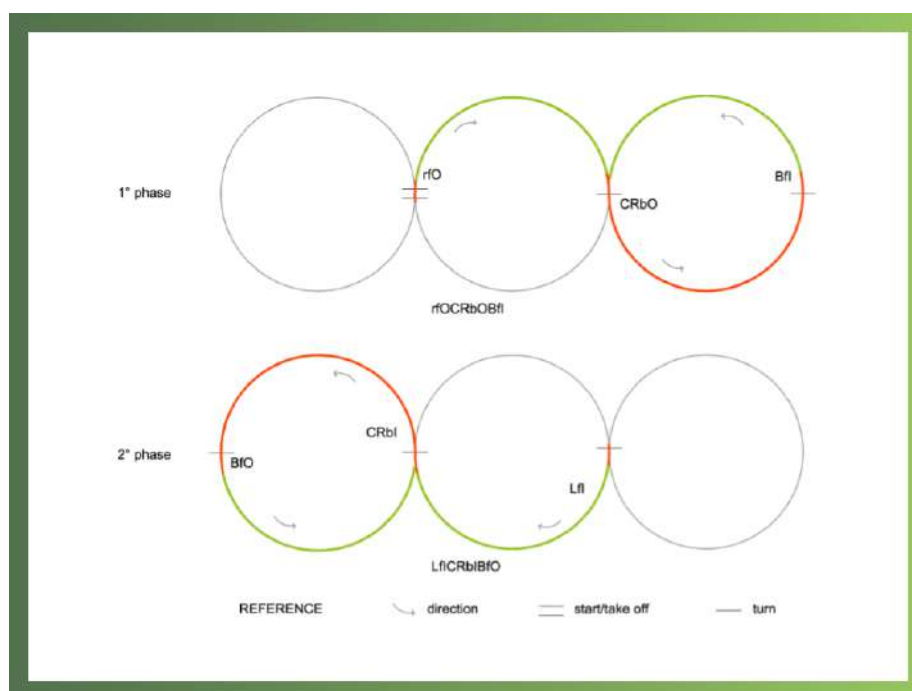 rfO
1° phase
BfI
CRbO
rfOCRbOBfI
CRbI
2° phase
BfO
LfI
LfICRbIBfO
REFERENCE direction start/take off turn